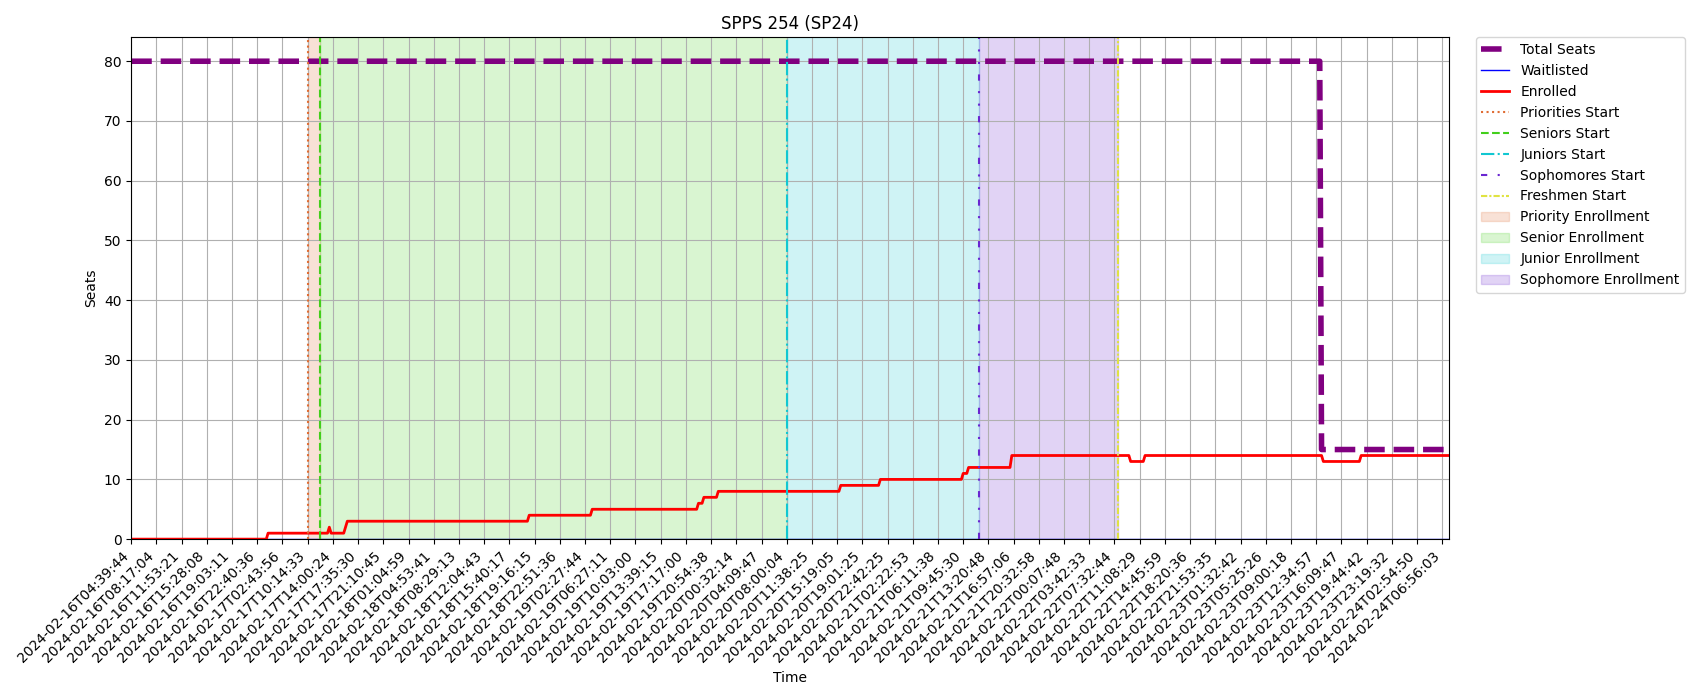 SPPS 254 (SP24)
Seats
80
70
60
50
40
30
20
10
0
2024-02-16T04:39:44
2024-02-16T08:17:04
2024-02-16T11:53:21
2024-02-16T15:28:08
2024-02-16T19:03:11
2024-02-16T22:40:36
2024-02-17T02:43:56
2024-02-17T10:14:33
2024-02-17T14:00:24
2024-02-17T17:35:30
2024-02-17T21:10:45
2024-02-18T01:04:59
2024-02-18T04:53:41
2024-02-18T08:29:13
2024-02-18T12:04:43
2024-02-18T15:40:17
2024-02-18T19:16:15
2024-02-18T22:51:36
2024-02-19T02:27:44
2024-02-19T06:27:11
2024-02-19T10:03:00
2024-02-19T13:39:15
2024-02-19T17:17:00
2024-02-19T20:54:38
2024-02-20T00:32:14
2024-02-20T04:09:47
2024-02-20T08:00:04
2024-02-20T11:38:25
2024-02-20T15:19:05
2024-02-20T19:01:25
2024-02-20T22:42:25
2024-02-21T02:22:53
2024-02-21T06:11:38
2024-02-21T09:45:30
2024-02-21T13:20:48
2024-02-21T16:57:06
2024-02-21T20:32:58
2024-02-22T00:07:48
2024-02-22T03:42:33
2024-02-22T07:32:44
2024-02-22T11:08:29
2024-02-22T14:45:59
2024-02-22T18:20:36
2024-02-22T21:53:35
2024-02-23T01:32:42
2024-02-23T05:25:26
2024-02-23T09:00:18
2024-02-23T12:34:57
2024-02-23T16:09:47
2024-02-23T19:44:42
2024-02-23T23:19:32
2024-02-24T02:54:50
2024-02-24T06:56:03
Time
Total Seats
Waitlisted
Enrolled
Priorities Start
Seniors Start
Juniors Start
Sophomores Start
Freshmen Start
Priority Enrollment
Senior Enrollment
Junior Enrollment
Sophomore Enrollment